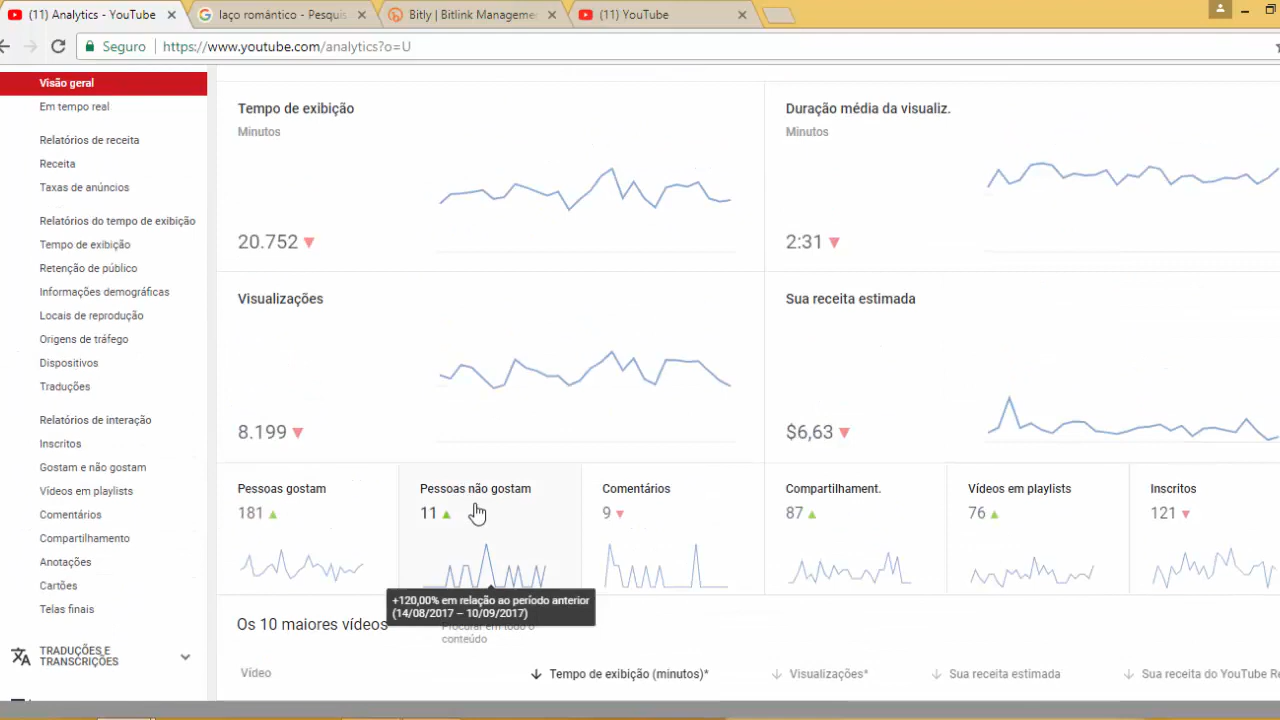 (11) Analytics - YouTube
laço romântico - Pesquis
Bitly | Bitlink Manageme
(11) YouTube
Seguro
https://www.youtube.com/analytics?o=U
Visão geral
Em tempo real
Relatórios de receita
Receita
Taxas de anúncios
Relatórios do tempo de exibição
Tempo de exibição
Retenção de público
Informações demográficas
Locais de reprodução
Origens de tráfego
Dispositivos
Traduções
Relatórios de interação
Inscritos
Gostam e não gostam
Vídeos em playlists
Comentários
Compartilhamento
Anotações
Cartões
Telas finais
TRADUÇÕES E
TRANSCRIÇÕES
Tempo de exibição
Minutos
20.752
Duração média da visualiz.
Minutos
2:31
Visualizações
8.199
Sua receita estimada
$6,63
Pessoas gostam
181
Pessoas não gostam
11
Comentários
9
Compartilhament.
87
Vídeos em playlists
76
Inscritos
121
+120,00% em relação ao período anterior
(14/08/2017 – 10/09/2017)
Os 10 maiores vídeos
Procurar em todo o
conteúdo
Vídeo
Tempo de exibição (minutos)*
Visualizações*
Sua receita estimada
Sua receita do YouTube Re